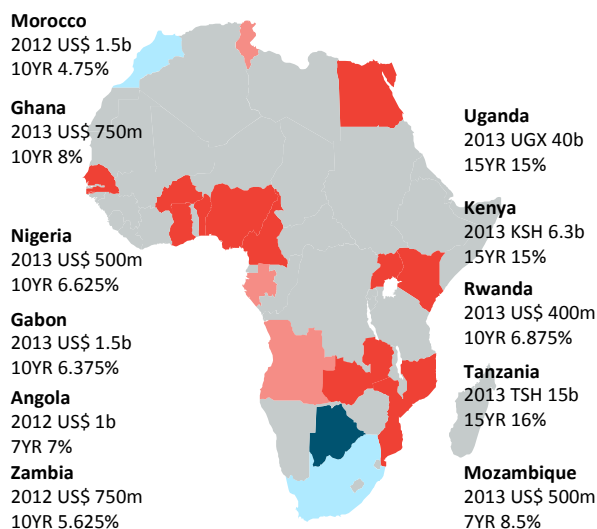 Morocco
2012 US$ 1.5b
10YR 4.75%
Ghana
2013 US$ 750m
10YR 8%
Nigeria
2013 US$ 500m
10YR 6.625%
Gabon
2013 US$ 1.5b
10YR 6.375%
Angola
2012 US$ 1b
7YR 7%
Zambia
2012 US$ 750m
10YR 5.625%
Uganda
2013 UGX 40b
15YR 15%
Kenya
2013 KSH 6.3b
15YR 15%
Rwanda
2013 US$ 400m
10YR 6.875%
Tanzania
2013 TSH 15b
15YR 16%
Mozambique
2013 US$ 500m
7YR 8.5%